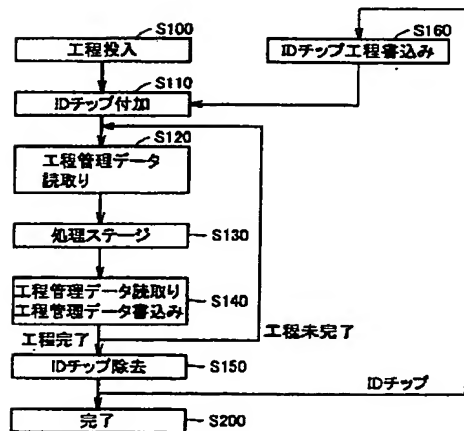 S100
工程投入
S160
IDチップ工程書込み
S110
IDチップ付加
S120
工程管理データ
読取り
処理ステージ
S130
工程管理データ読取り
工程管理データ書込み
S140
工程完了
工程未完了
IDチップ除去
S150
IDチップ
完了
S200